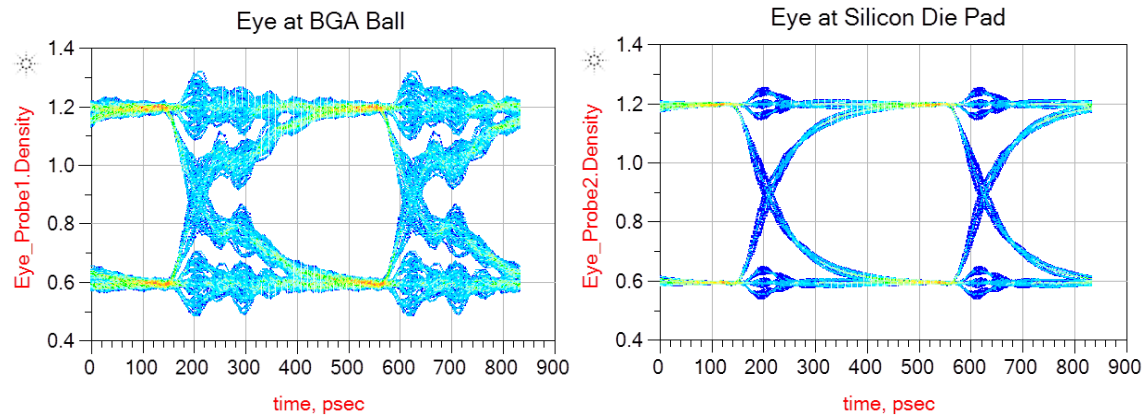 Eye at BGA Ball
Eye_Probe1.Density
1.4
1.2
1.0
0.8
0.6
0.4
0 100 200 300 400 500 600 700 800 900
time, psec
Eye at Silicon Die Pad
Eye_Probe2.Density
1.4
1.2
1.0
0.8
0.6
0.4
0 100 200 300 400 500 600 700 800 900
time, psec